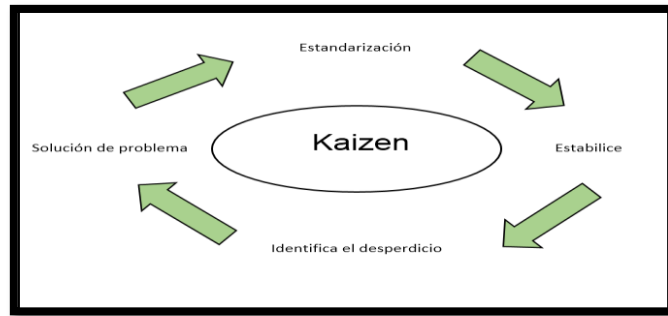 Estandarización
Kaizen
Solución de problema
Estabilice
Identifica el desperdicio